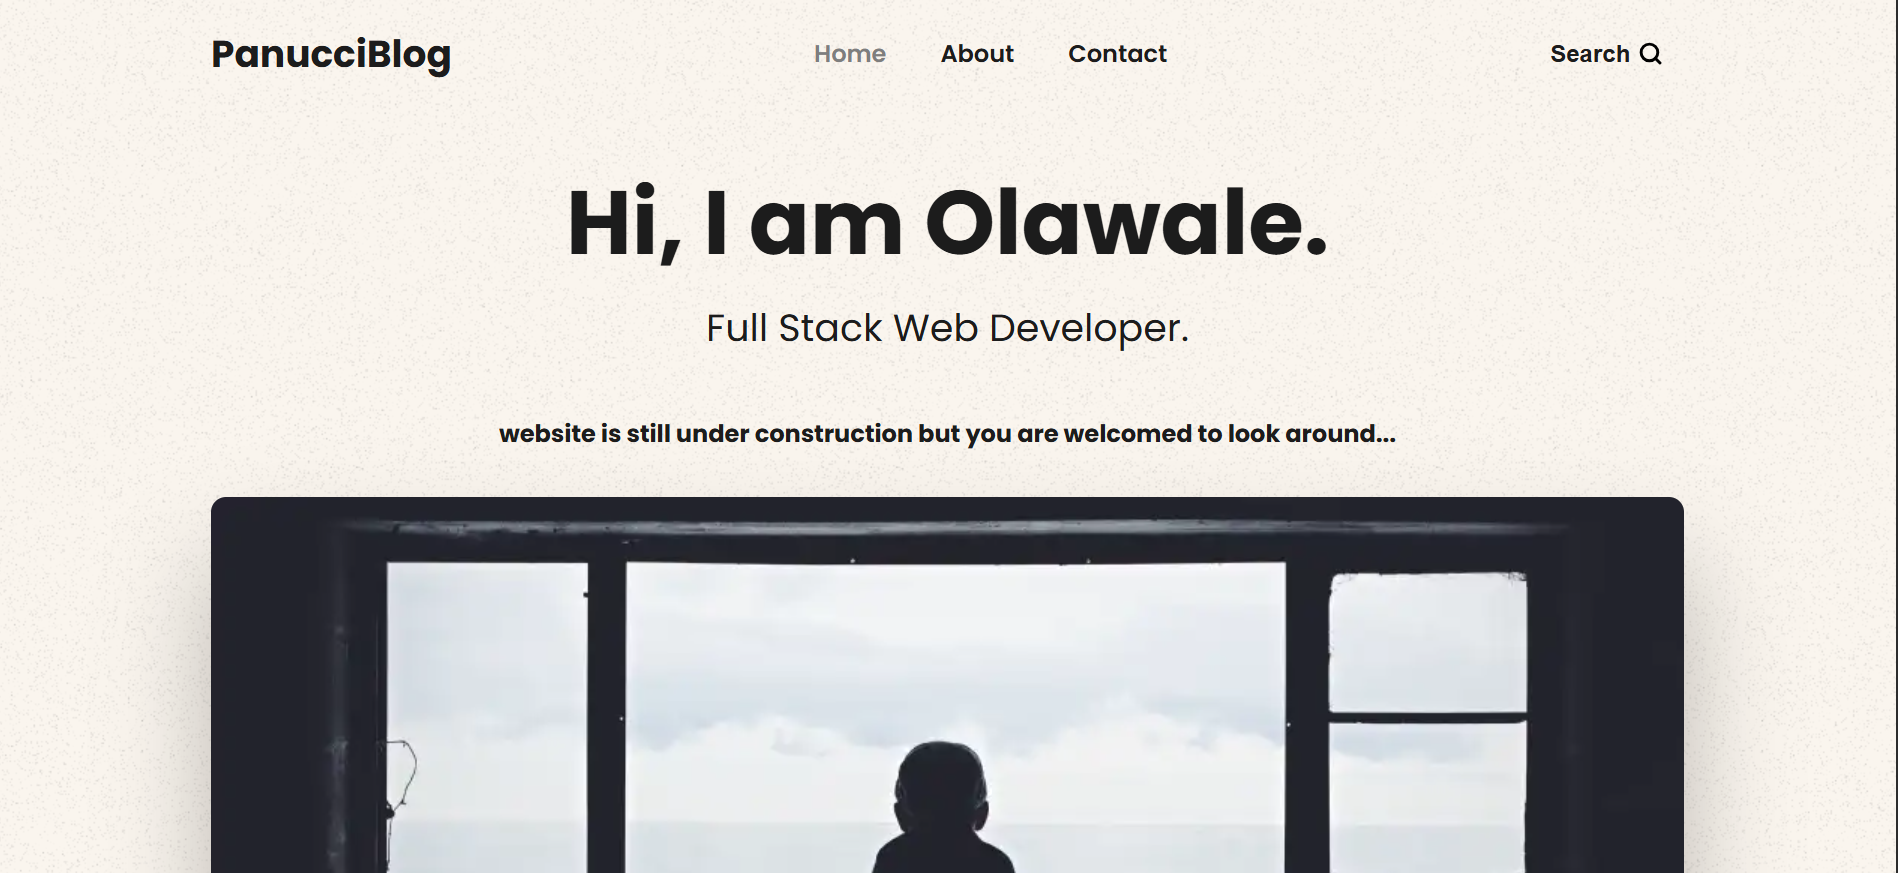 PanucciBlog
Home About Contact
Search
Hi, I am Olawale.
Full Stack Web Developer.
website is still under construction but you are welcomed to look around...